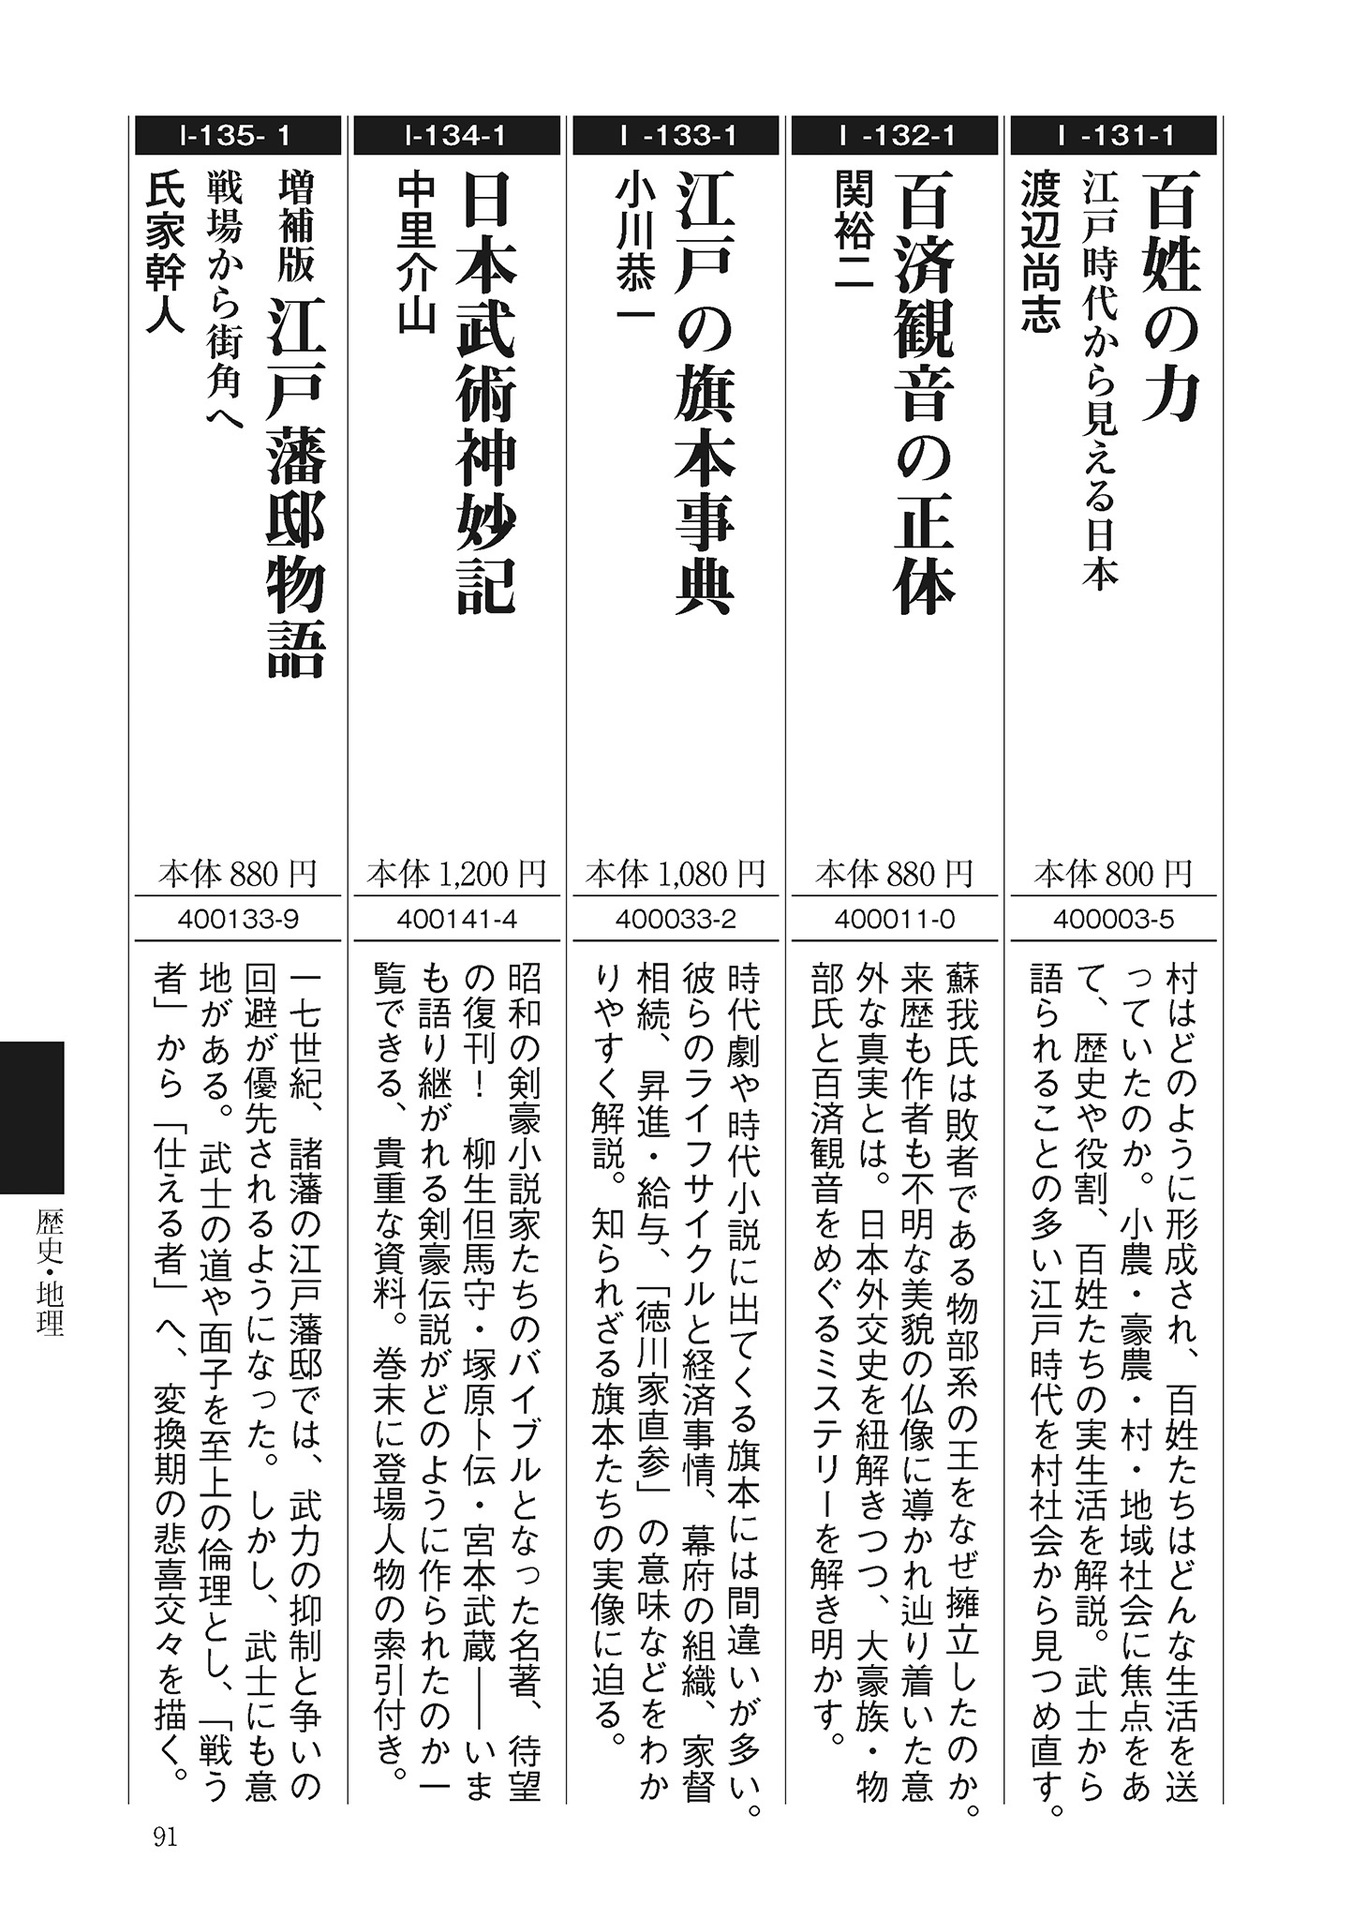 I-131-1
百姓の力
江戸時代から見える日本
渡辺尚志
本体800円
400003-5
村はどのように形成され、百姓たちはどんな生活を送
っていたのか。小農・豪農・村・地域社会に焦点をあ
て、歴史や役割、百姓たちの実生活を解説。武士から
語られることの多い江戸時代を村社会から見つめ直す。
I-132-1
百済観音の正体
関裕二
本体880円
400011-0
蘇我氏は敗者である物部系の王をなぜ擁立したのか。
来歴も作者も不明な美貌の仏像に導かれ辿り着いた意
外な真実とは。日本外交史を紐解きつつ、大豪族・物
部氏と百済観音をめぐるミステリーを解き明かす。
I-133-1
江戸の旗本事典
小川恭一
本体1,080円
400033-2
時代劇や時代小説に出てくる旗本には間違いが多い。
彼らのライフサイクルと経済事情、幕府の組織、家督
相続、昇進・給与、「徳川家直参」の意味などをわか
りやすく解説。知られざる旗本たちの実像に迫る。
I-134-1
日本武術神妙記
中里介山
本体1,200円
400141-4
昭和の剣豪小説家たちのバイブルとなった名著、待望
の復刊！　柳生但馬守・塚原卜伝・宮本武蔵――いま
も語り継がれる剣豪伝説がどのように作られたのか一
覧できる、貴重な資料。巻末に登場人物の索引付き。
I-135-1
増補版 江戸藩邸物語
戦場から街角へ
氏家幹人
本体880円
400133-9
一七世紀、諸藩の江戸藩邸では、武力の抑制と争いの
回避が優先されるようになった。しかし、武士にも意
地がある。武士の道や面子を至上の倫理とし、「戦う
者」から「仕える者」へ、変換期の悲喜交々を描く。
歴史・地理
91